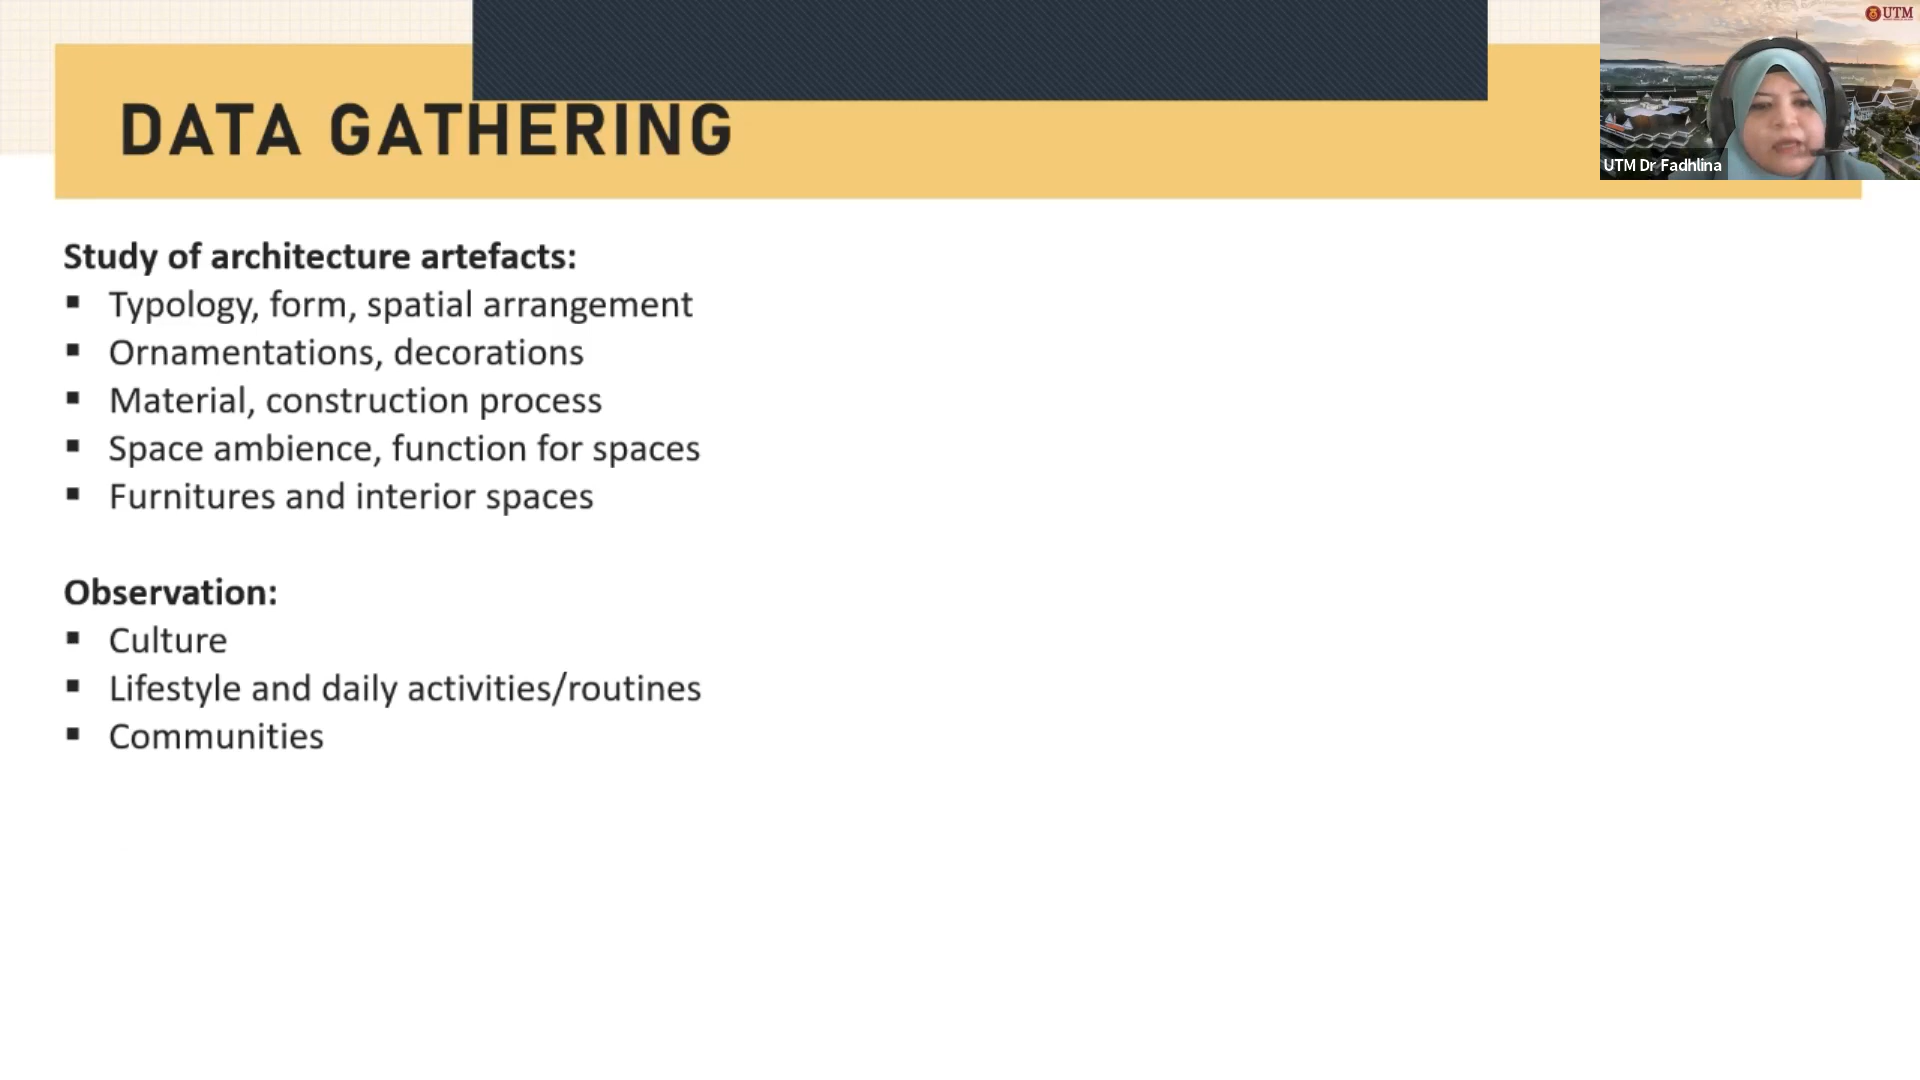 DATA GATHERING
UTM
UTM Dr Fadhlina
Study of architecture artefacts:
▪ Typology, form, spatial arrangement
▪ Ornamentations, decorations
▪ Material, construction process
▪ Space ambience, function for spaces
▪ Furnitures and interior spaces
Observation:
▪ Culture
▪ Lifestyle and daily activities/routines
▪ Communities